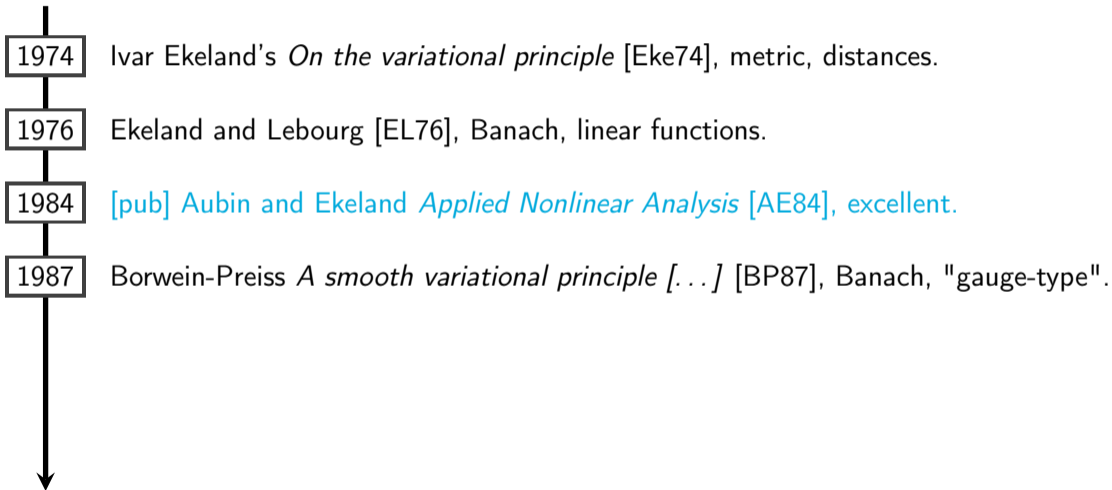 1974 Ivar Ekeland's On the variational principle [Eke74], metric, distances.
1976 Ekeland and Lebourg [EL76], Banach, linear functions.
1984 [pub] Aubin and Ekeland Applied Nonlinear Analysis [AE84], excellent.
1987 Borwein-Preiss A smooth variational principle [...] [BP87], Banach, "gauge-type".